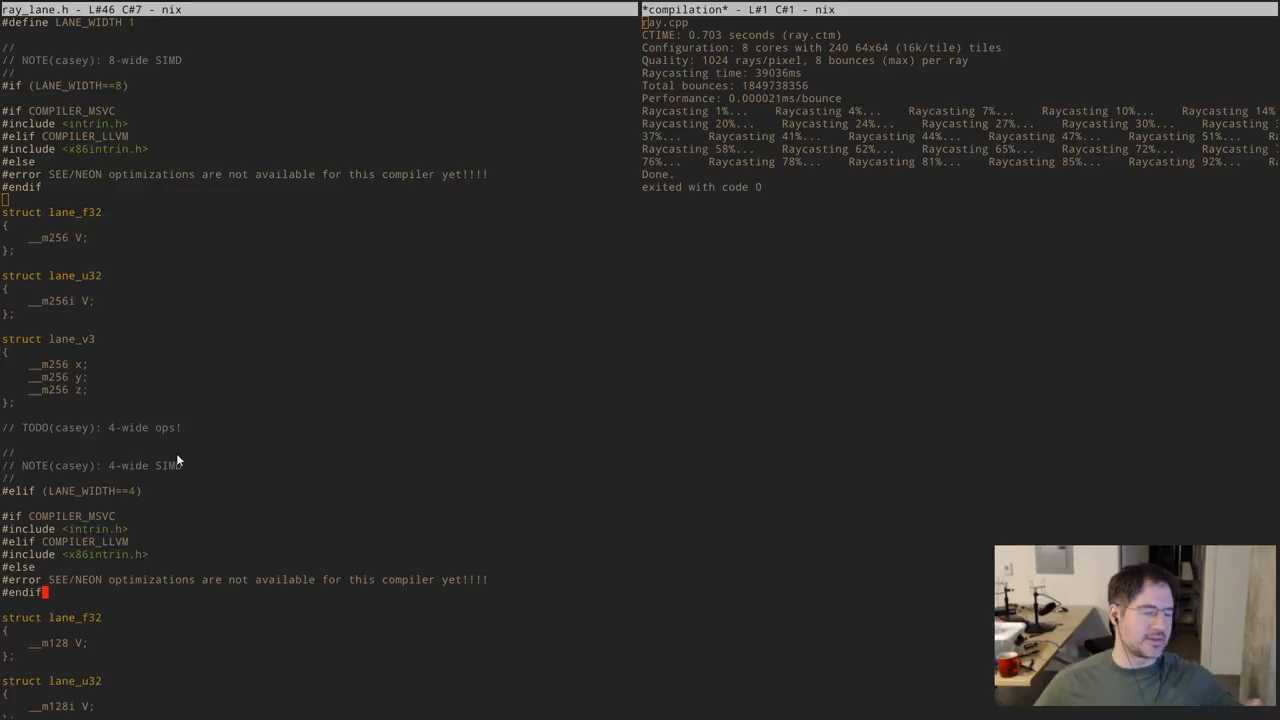 ray_lane.h - L#46 C#7 - nix
#define LANE_WIDTH 1
//
// NOTE(casey): 8-wide SIMD
//
#if (LANE_WIDTH==8)
#if COMPILER_MSVC
#include <intrin.h>
#elif COMPILER_LLVM
#include <x86intrin.h>
#else
#error SEE/NEON optimizations are not available for this compiler yet!!!!
#endif
struct lane_f32
{
__m256 V;
};
struct lane_u32
{
__m256i V;
};
struct lane_v3
{
__m256 x;
__m256 y;
__m256 z;
};
// TODO(casey): 4-wide ops!
//
// NOTE(casey): 4-wide SIMD
//
#elif (LANE_WIDTH==4)
#if COMPILER_MSVC
#include <intrin.h>
#elif COMPILER_LLVM
#include <x86intrin.h>
#else
#error SEE/NEON optimizations are not available for this compiler yet!!!!
#endif
struct lane_f32
{
__m128 V;
};
struct lane_u32
{
__m128i V;
*compilation* - L#1 C#1 - nix
ray.cpp
CTIME: 0.703 seconds (ray.ctm)
Configuration: 8 cores with 240 64x64 (16k/tile) tiles
Quality: 1024 rays/pixel, 8 bounces (max) per ray
Raycasting time: 39036ms
Total bounces: 1849738356
Performance: 0.000021ms/bounce
Raycasting 1%... Raycasting 4%... Raycasting 7%... Raycasting 10%... Raycasting 14%
Raycasting 20%... Raycasting 24%... Raycasting 27%... Raycasting 30%... Raycasting
37%... Raycasting 41%... Raycasting 44%... Raycasting 47%... Raycasting 51%...
Raycasting 58%... Raycasting 62%... Raycasting 65%... Raycasting 72%... Raycasting
76%... Raycasting 78%... Raycasting 81%... Raycasting 85%... Raycasting 92%...
Done.
exited with code 0